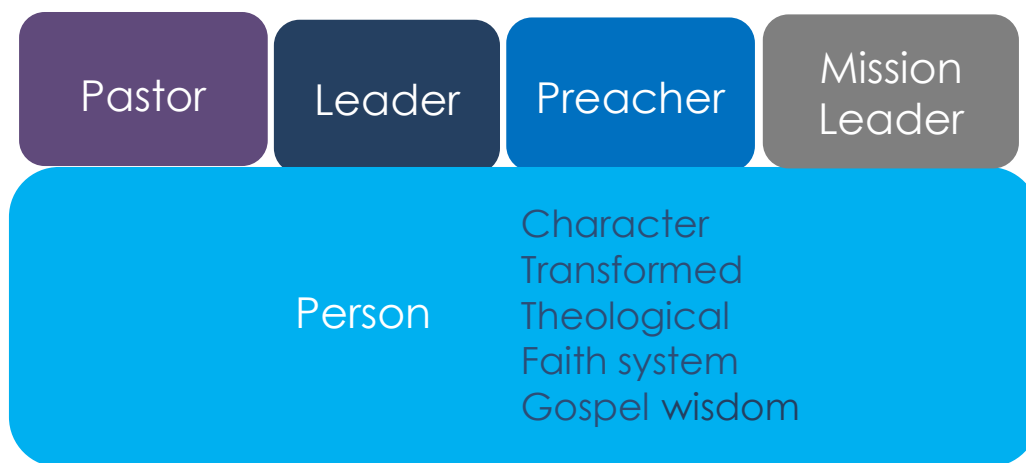 Pastor
Leader
Preacher
Mission
Leader
Person
Character
Transformed
Theological
Faith system
Gospel wisdom